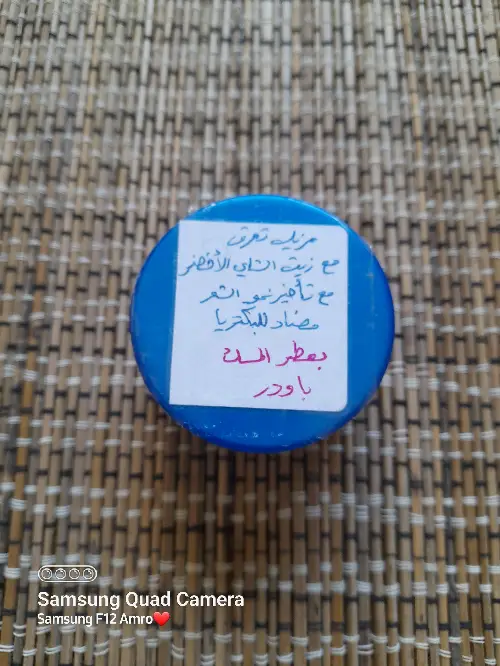 مزيل تعرق
مع زيت الشاي الأخضر
مع تأخير نمو الشعر
مضاد للبكتريا
بعطر المسك
باودر
Samsung Quad Camera
Samsung F12 Amro❤️